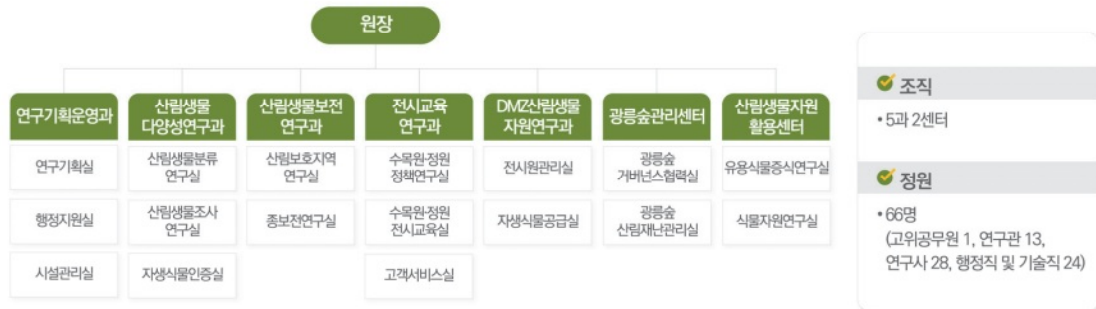 원장
연구기획운영과
산림생물
다양성연구과
산림생물보전
연구과
전시교육
연구과
DMZ산림생물
자원연구과
광릉숲관리센터
산림생물자원
활용센터
연구기획실
산림생물분류
연구실
산림보호지역
연구실
수목원·정원
정책연구실
전시원관리실
광릉숲
거버넌스협력실
유용식물증식연구실
행정지원실
산림생물조사
연구실
종보전연구실
수목원·정원
전시교육실
자생식물공급실
광릉숲
산림재난관리실
식물자원연구실
시설관리실
자생식물인증실
고객서비스실
조직
• 5과 2센터
정원
• 66명
(고위공무원 1, 연구관 13,
연구사 28, 행정직 및 기술직 24)